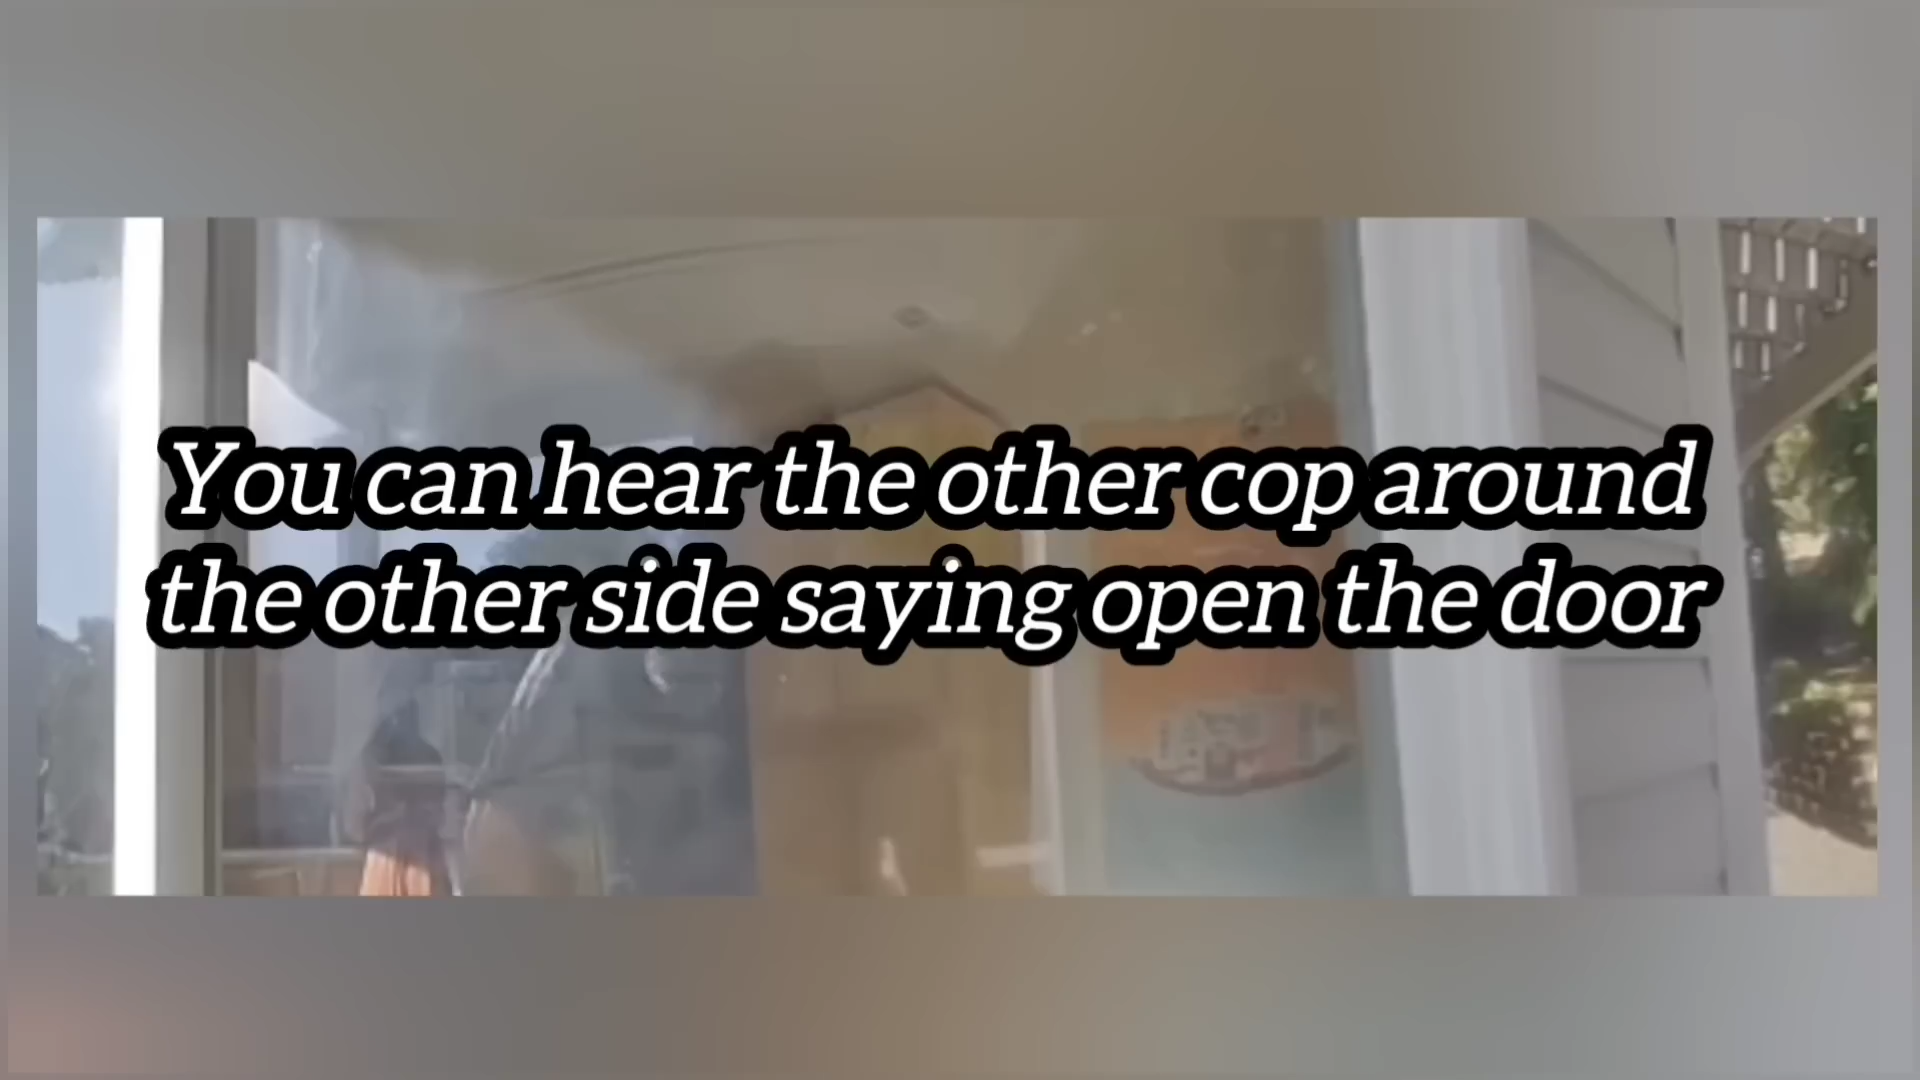 You can hear the other cop around
the other side saying open the door